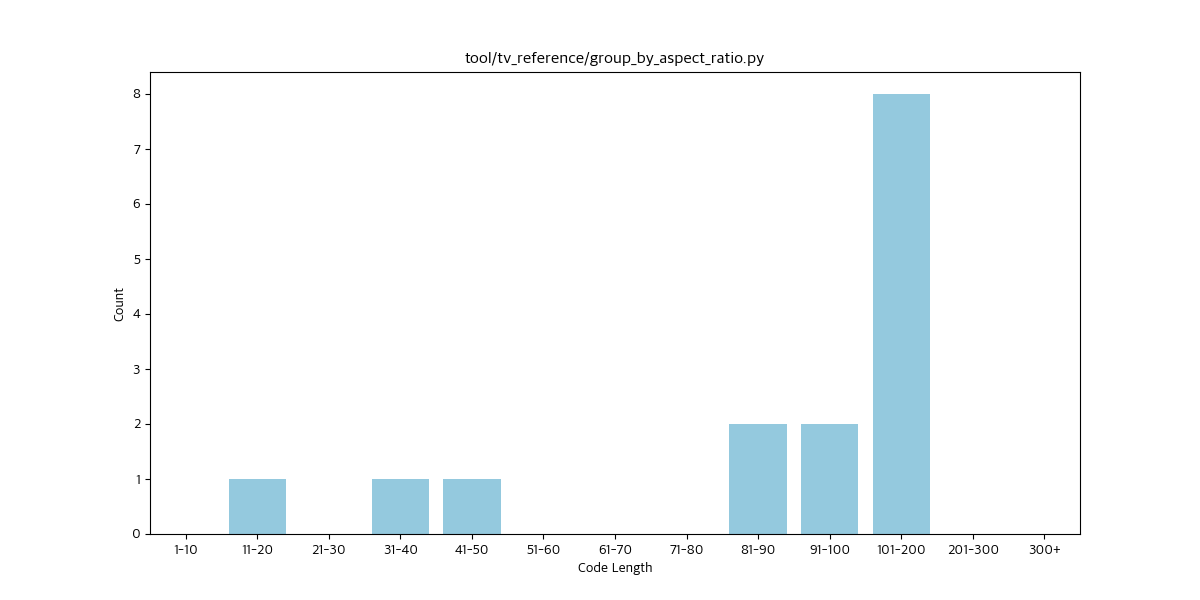 tool/tv_reference/group_by_aspect_ratio.py
8
7
6
5
4
3
2
1
0
Count
1-10 11-20 21-30 31-40 41-50 51-60 61-70 71-80 81-90 91-100 101-200 201-300 300+
Code Length